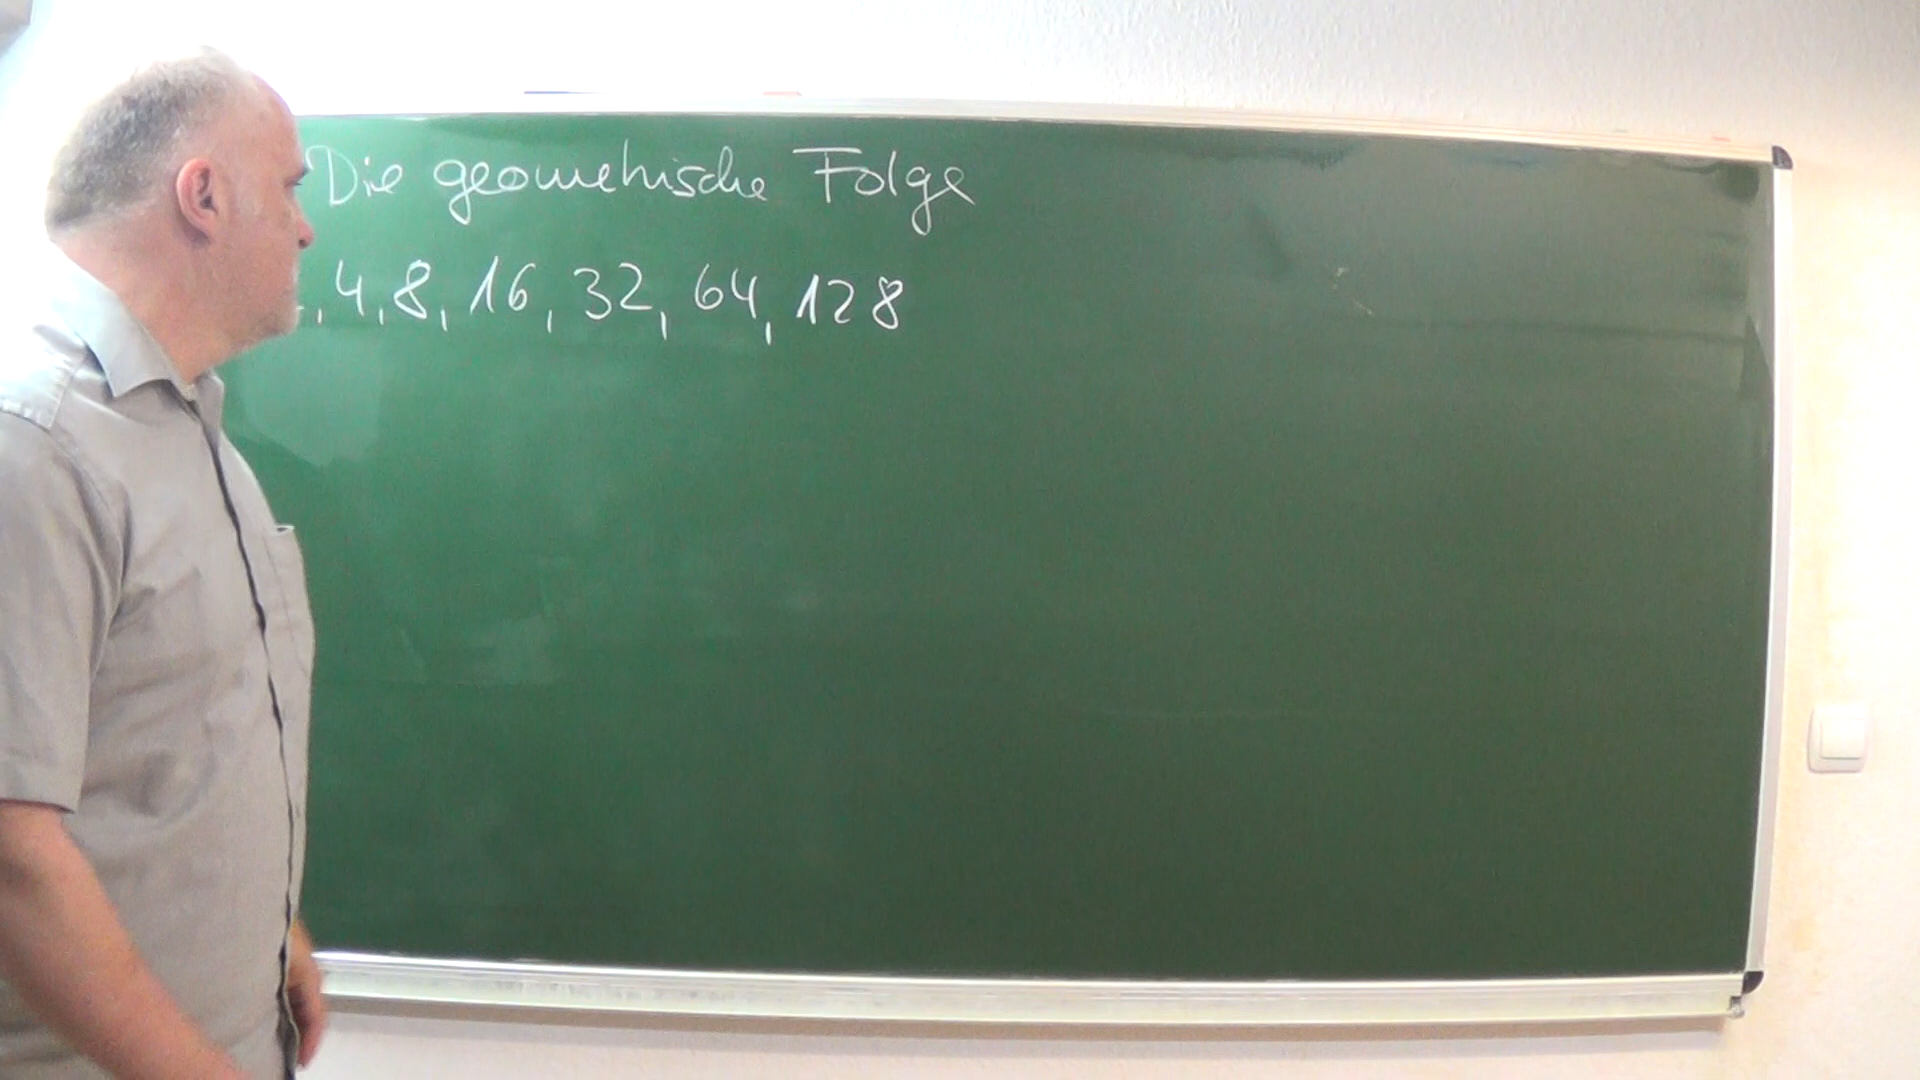 Die geometrische Folge
, 4, 8, 16, 32, 64, 128